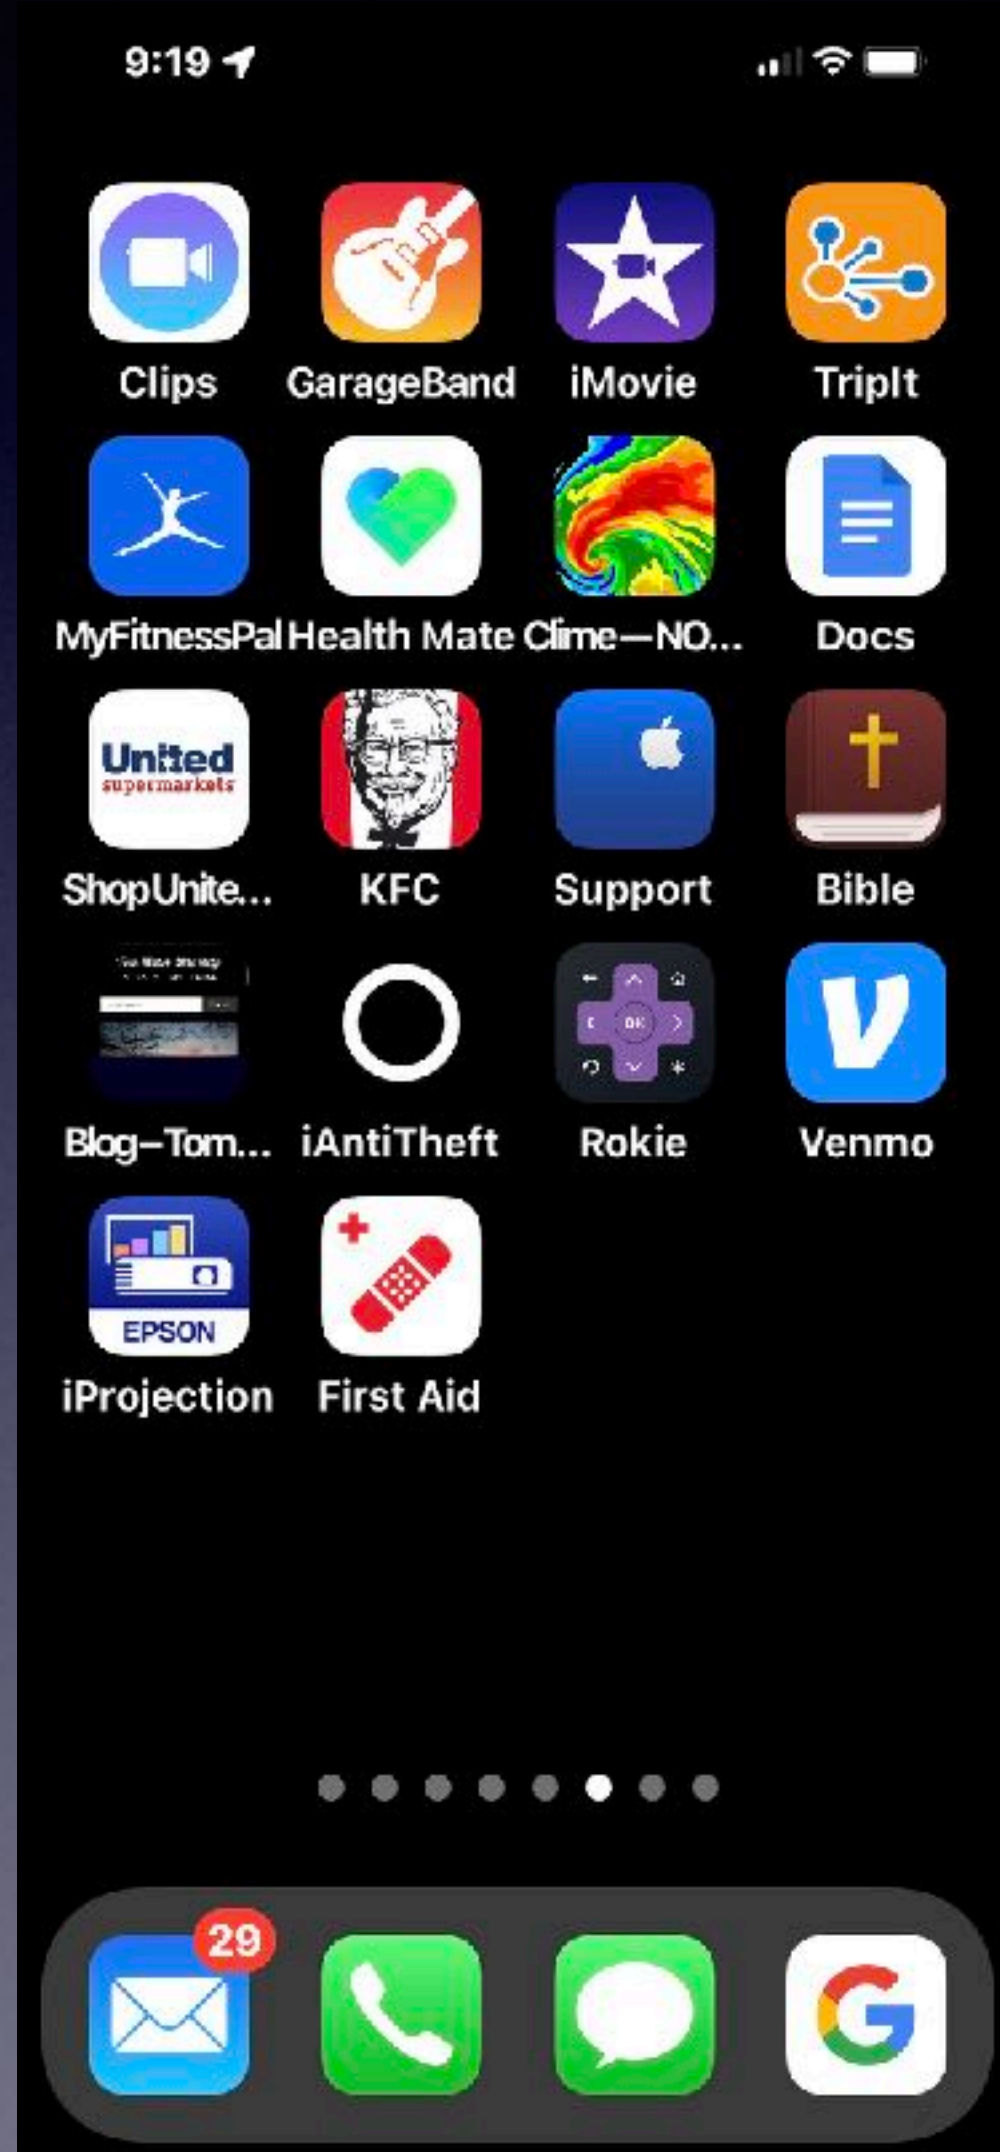 9:19
Clips GarageBand iMovie TripIt
MyFitnessPal Health Mate Clime—NO... Docs
United
supermarkets
ShopUnite... KFC Support Bible
OK
Blog–Tom... iAntiTheft Rokie Venmo
EPSON
iProjection First Aid
29